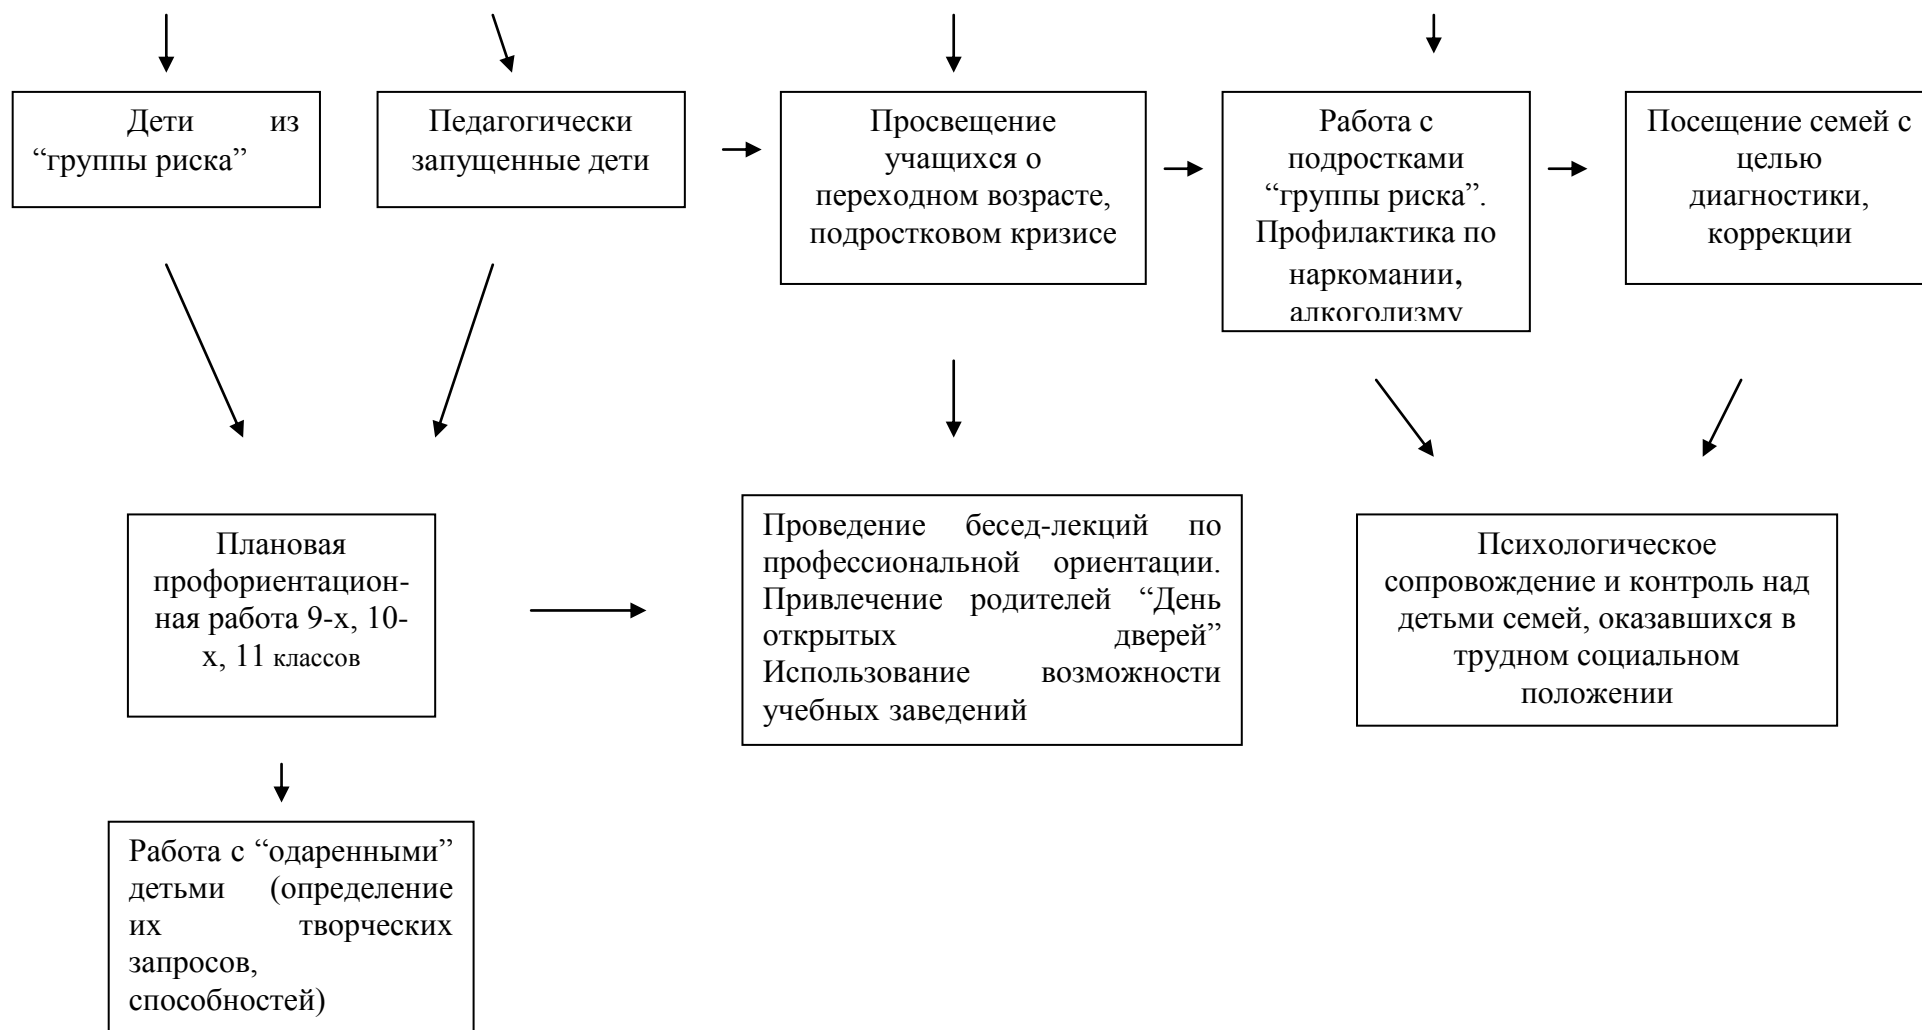 Дети из
“группы риска”
Педагогически
запущенные дети
Просвещение
учащихся о
переходном возрасте,
подростковом кризисе
Работа с
подростками
“группы риска”.
Профилактика по
наркомании,
алкоголизму
Посещение семей с
целью
диагностики,
коррекции
Плановая
профориентацион-
ная работа 9-х, 10-
х, 11 классов
Проведение бесед-лекций по
профессиональной ориентации.
Привлечение родителей “День
открытых дверей”
Использование возможности
учебных заведений
Психологическое
сопровождение и контроль над
детьми семей, оказавшихся в
трудном социальном
положении
Работа с “одаренными”
детьми (определение
их творческих
запросов,
способностей)